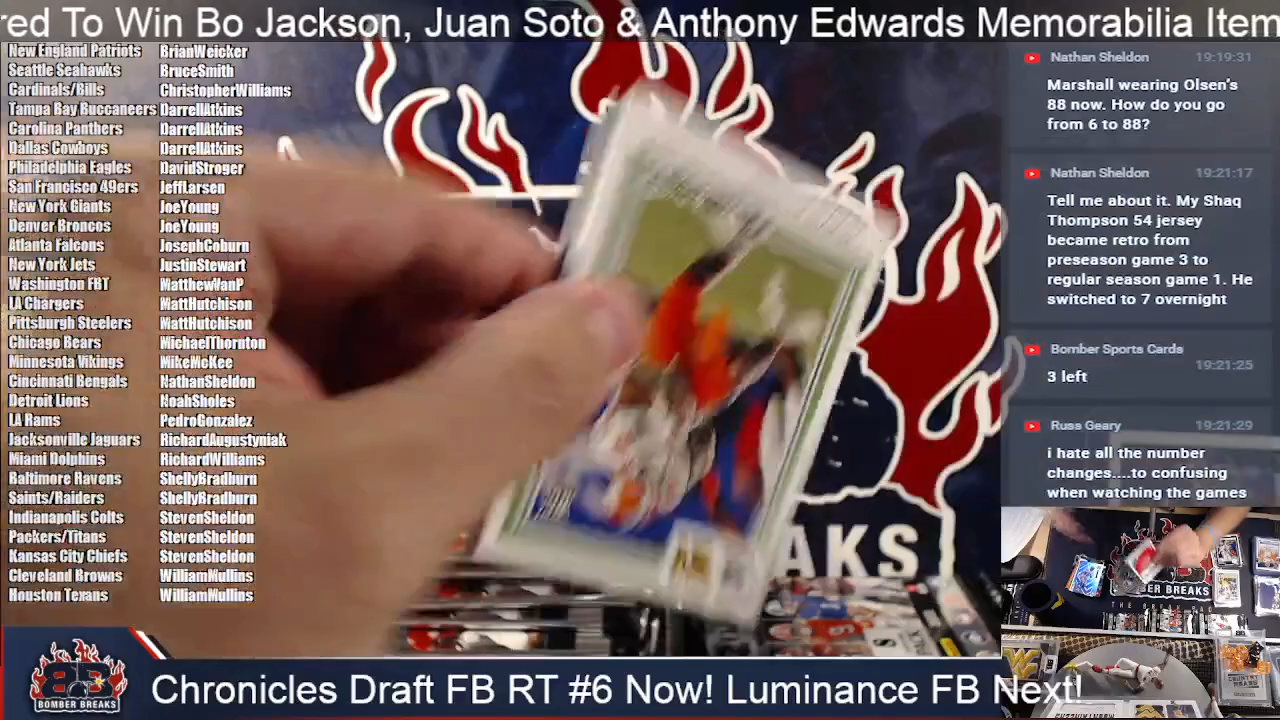 red To Win Bo Jackson, Juan Soto & Anthony Edwards Memorabilia Item
New England Patriots BrianWeicker
Seattle Seahawks BruceSmith
Cardinals/Bills ChristopherWilliams
Tampa Bay Buccaneers DarrellAtkins
Carolina Panthers DarrellAtkins
Dallas Cowboys DarrellAtkins
Philadelphia Eagles DavidStroger
San Francisco 49ers JeffLarsen
New York Giants JoeYoung
Denver Broncos JoeYoung
Atlanta Falcons JosephCoburn
New York Jets JustinStewart
Washington FBT MatthewVanP
LA Chargers MattHutchison
Pittsburgh Steelers MattHutchison
Chicago Bears MichaelThornton
Minnesota Vikings MikeMcKee
Cincinnati Bengals NathanSheldon
Detroit Lions NoahSholes
LA Rams PedroGonzalez
Jacksonville Jaguars RichardAugustyniak
Miami Dolphins RichardWilliams
Baltimore Ravens ShellyBradburn
Saints/Raiders ShellyBradburn
Indianapolis Colts StevenSheldon
Packers/Titans StevenSheldon
Kansas City Chiefs StevenSheldon
Cleveland Browns WilliamMullins
Houston Texans WilliamMullins
Nathan Sheldon 19:19:31
Marshall wearing Olsen's
88 now. How do you go
from 6 to 88?
Nathan Sheldon 19:21:17
Tell me about it. My Shaq
Thompson 54 jersey
became retro from
preseason game 3 to
regular season game 1. He
switched to 7 overnight
Bomber Sports Cards 19:21:25
3 left
Russ Geary 19:21:29
i hate all the number
changes....to confusing
when watching the games
AKS
BOMBER BREAKS
BOMBER BREAKS
Chronicles Draft FB RT #6 Now! Luminance FB Next!